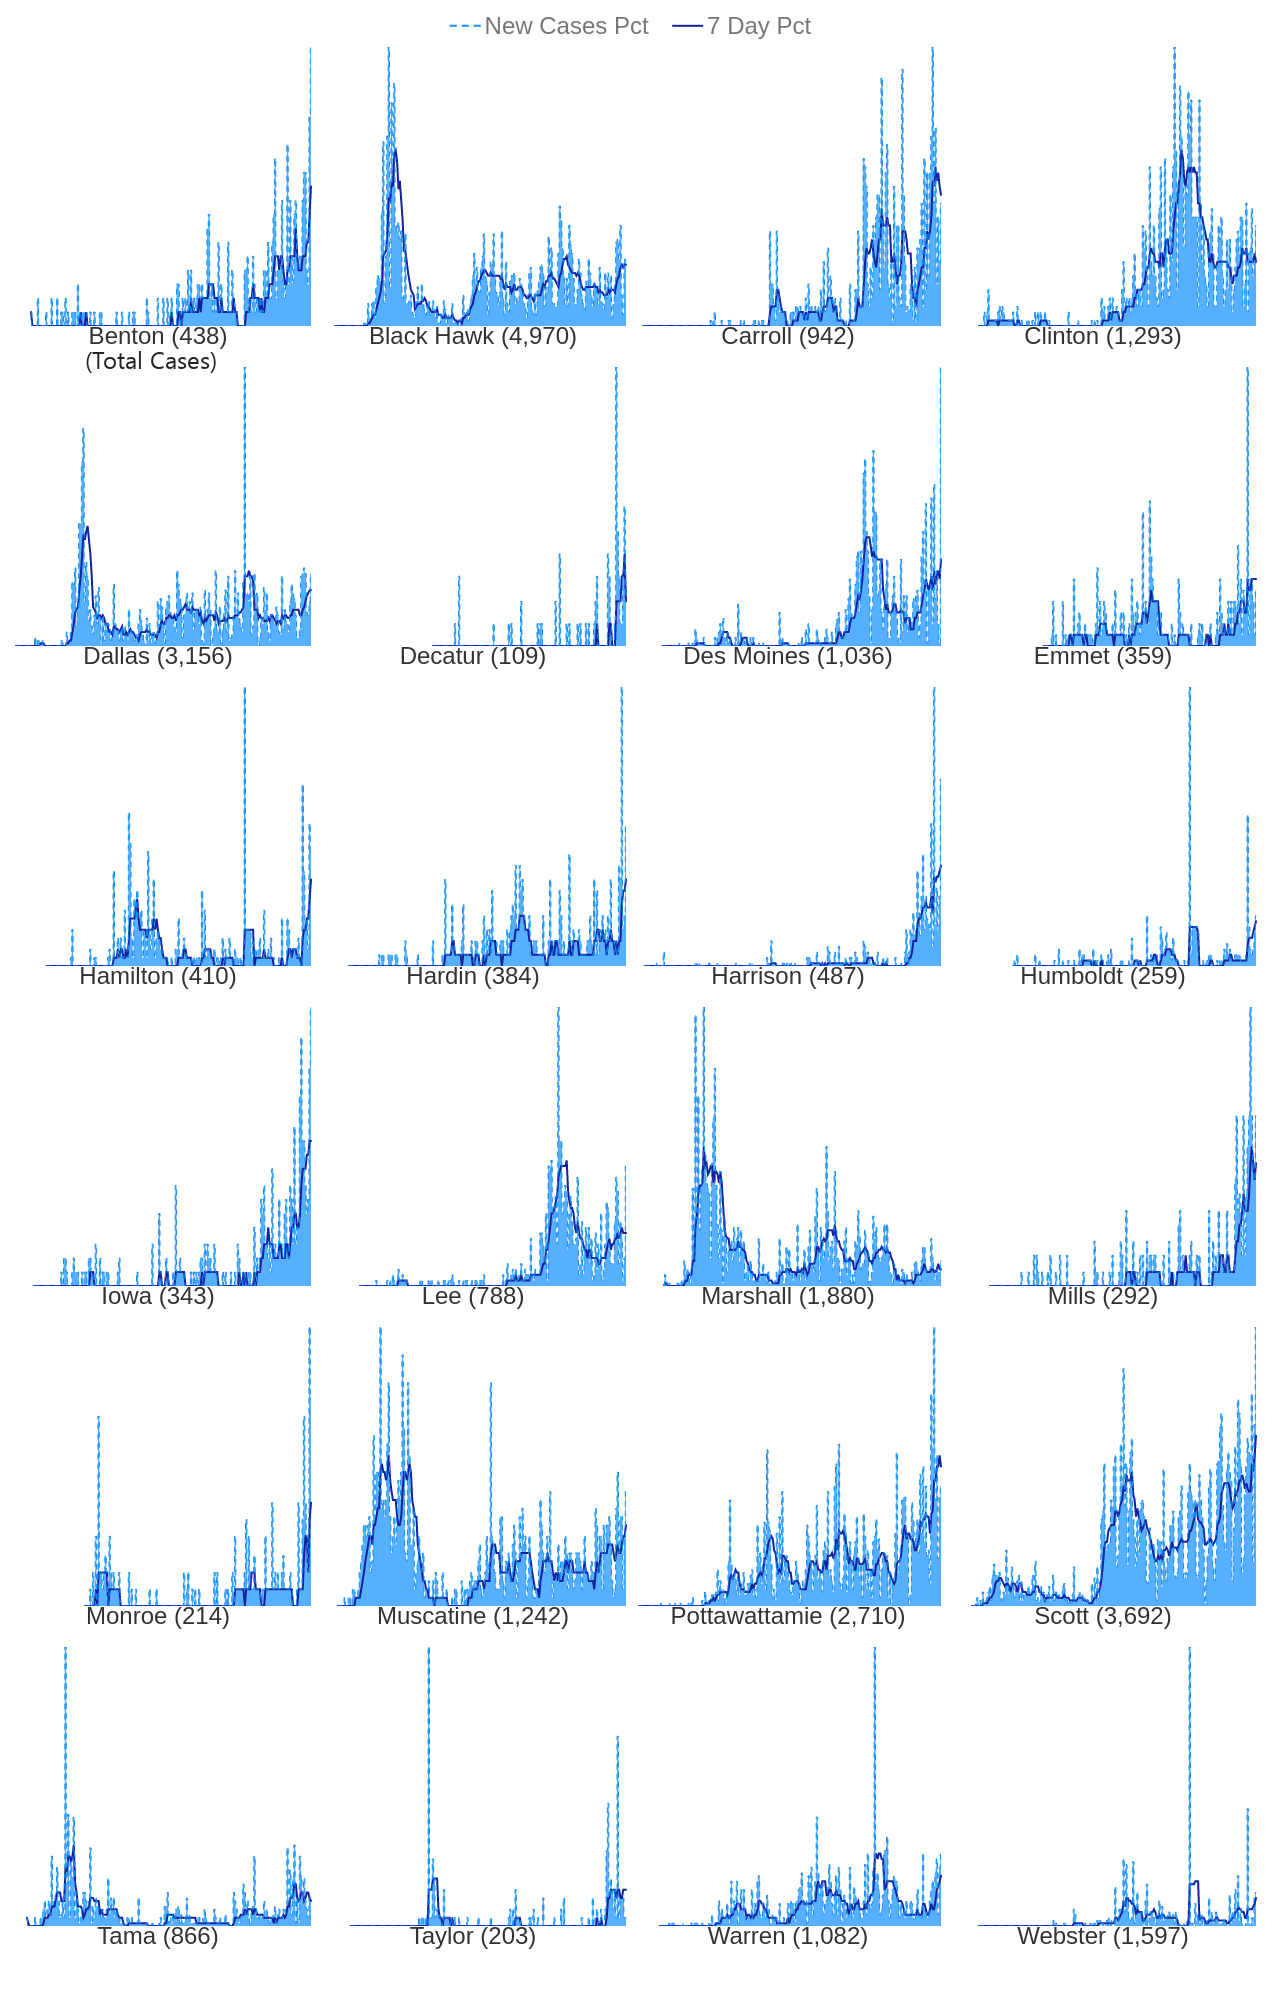 New Cases Pct 7 Day Pct
Benton (438) Black Hawk (4,970) Carroll (942) Clinton (1,293)
(Total Cases)
Dallas (3,156) Decatur (109) Des Moines (1,036) Emmet (359)
Hamilton (410) Hardin (384) Harrison (487) Humboldt (259)
Iowa (343) Lee (788) Marshall (1,880) Mills (292)
Monroe (214) Muscatine (1,242) Pottawattamie (2,710) Scott (3,692)
Tama (866) Taylor (203) Warren (1,082) Webster (1,597)